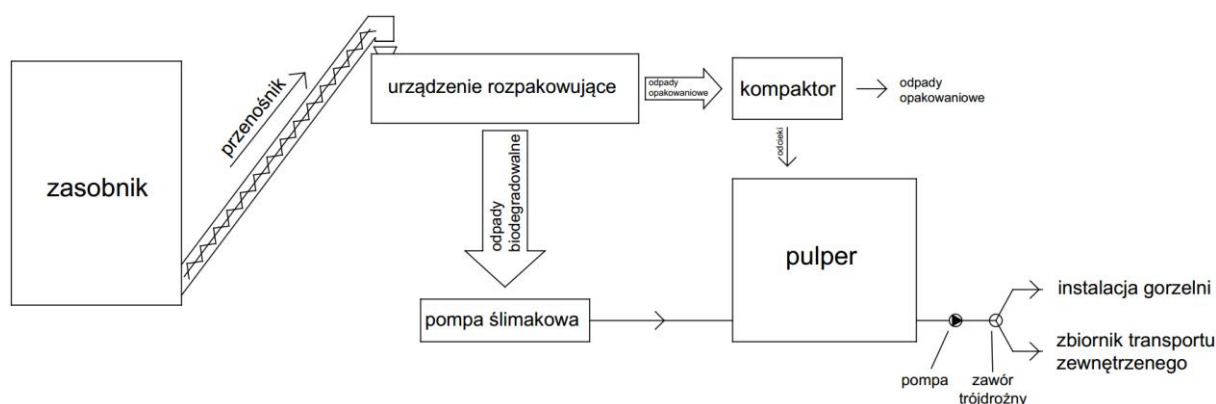 zasobnik
przenośnik
urządzenie rozpakowujące
odpady
opakowaniowe
kompaktor
odpady
opakowaniowe
odpady
biodegradowalne
odcieki
pulper
pompa ślimakowa
instalacja gorzelni
zbiornik transportu
zewnętrzenego
pompa
zawór
trójdrożny